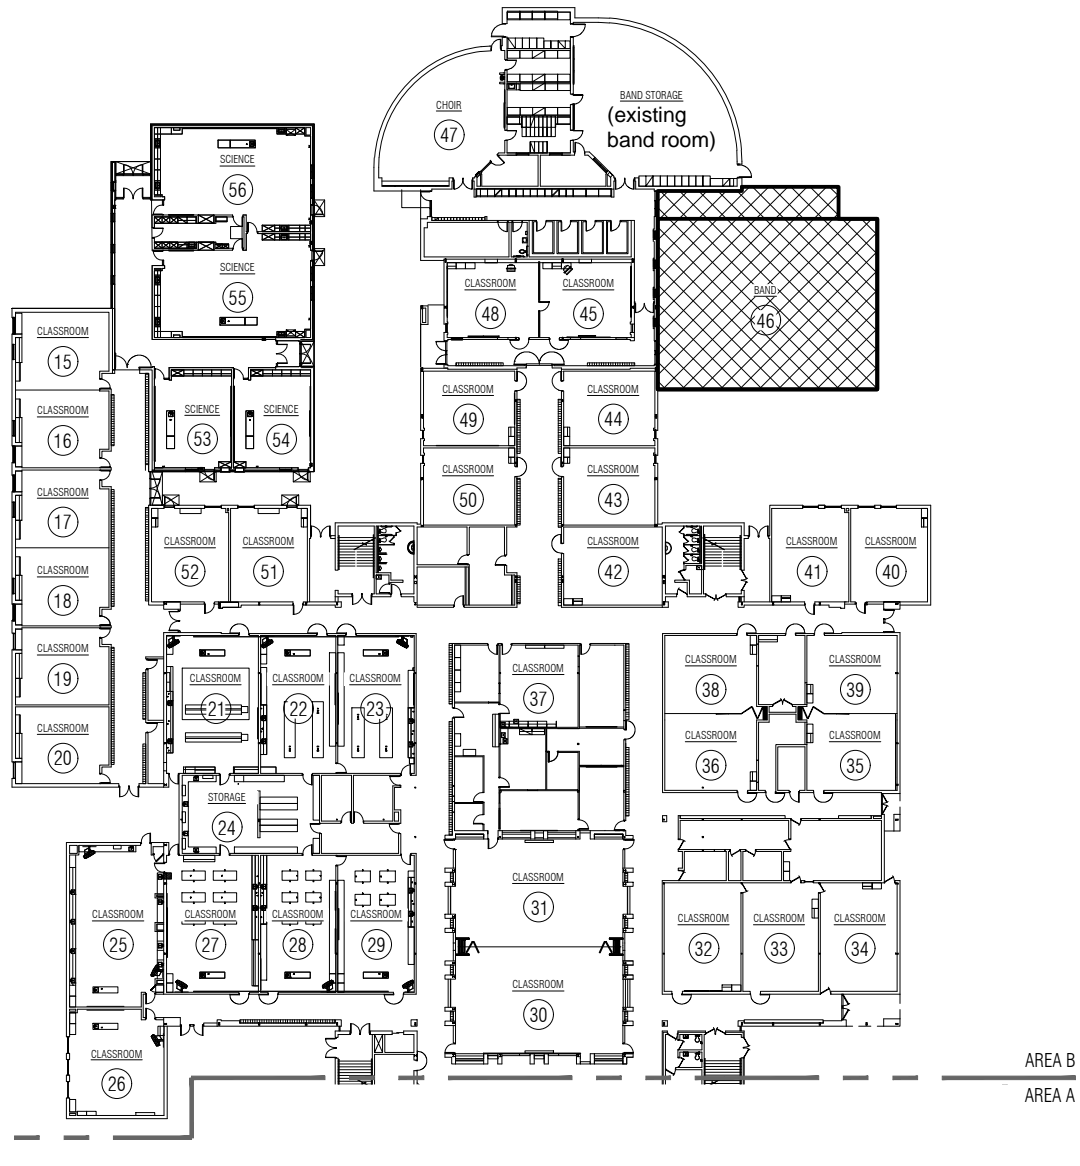 CHOIR
47
BAND STORAGE
(existing
band room)
SCIENCE
56
SCIENCE
55
CLASSROOM
48
CLASSROOM
45
BAND
46
CLASSROOM
15
CLASSROOM
16
SCIENCE
53
SCIENCE
54
CLASSROOM
49
CLASSROOM
44
CLASSROOM
17
CLASSROOM
50
CLASSROOM
43
CLASSROOM
18
CLASSROOM
52
CLASSROOM
51
CLASSROOM
42
CLASSROOM
41
CLASSROOM
40
CLASSROOM
19
CLASSROOM
21
CLASSROOM
22
CLASSROOM
23
CLASSROOM
37
CLASSROOM
38
CLASSROOM
39
CLASSROOM
20
STORAGE
24
CLASSROOM
36
CLASSROOM
35
CLASSROOM
25
CLASSROOM
27
CLASSROOM
28
CLASSROOM
29
CLASSROOM
31
CLASSROOM
32
CLASSROOM
33
CLASSROOM
34
CLASSROOM
30
CLASSROOM
26
AREA B
AREA A